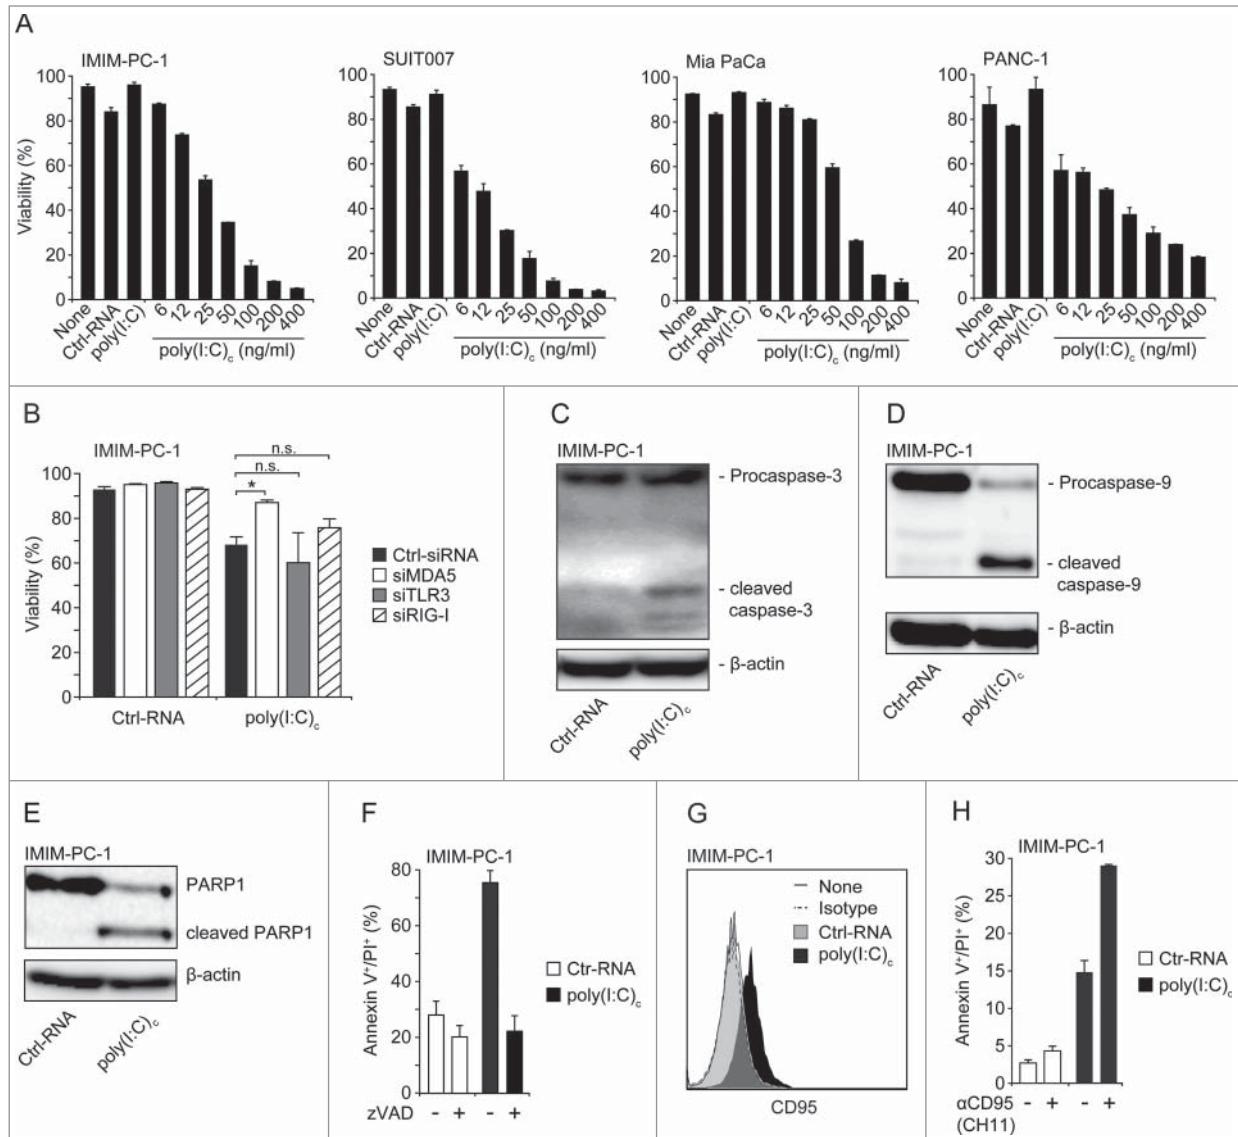 A
IMIM-PC-1
SUIT007
Mia PaCa
PANC-1
Viability (%)
100
80
60
40
20
0
None
Ctrl-RNA
poly(I:C)
6
12
25
50
100
200
400
poly(I:C)c (ng/ml)
100
80
60
40
20
0
None
Ctrl-RNA
poly(I:C)
6
12
25
50
100
200
400
poly(I:C)c (ng/ml)
100
80
60
40
20
0
None
Ctrl-RNA
poly(I:C)
6
12
25
50
100
200
400
poly(I:C)c (ng/ml)
100
80
60
40
20
0
None
Ctrl-RNA
poly(I:C)
6
12
25
50
100
200
400
poly(I:C)c (ng/ml)
B
IMIM-PC-1
n.s.
n.s.
*
Viability (%)
100
80
60
40
20
0
Ctrl-RNA
poly(I:C)c
Ctrl-siRNA
siMDA5
siTLR3
siRIG-I
C
IMIM-PC-1
- Procaspase-3
- cleaved
caspase-3
- β-actin
Ctrl-RNA
poly(I:C)c
D
IMIM-PC-1
- Procaspase-9
- cleaved
caspase-9
- β-actin
Ctrl-RNA
poly(I:C)c
E
IMIM-PC-1
PARP1
cleaved PARP1
β-actin
Ctrl-RNA
poly(I:C)c
F
IMIM-PC-1
Annexin V⁺/PI⁺ (%)
80
60
40
20
0
zVAD - + - +
Ctr-RNA
poly(I:C)c
G
IMIM-PC-1
None
Isotype
Ctrl-RNA
poly(I:C)c
CD95
H
IMIM-PC-1
Annexin V⁺/PI⁺ (%)
30
25
20
15
10
5
0
αCD95 - + - +
(CH11)
Ctr-RNA
poly(I:C)c